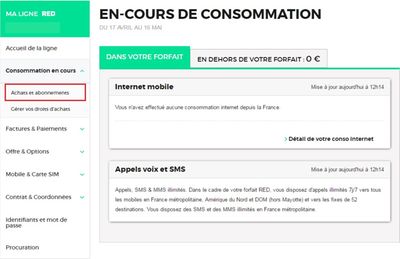 MA LIGNE RED
Accueil de la ligne
Consommation en cours
Achats et abonnements
Gérer vos droits d'achats
Factures & Paiements
Offre & Options
Mobile & Carte SIM
Contrat & Coordonnées
Identifiants et mot de
passe
Procuration
EN-COURS DE CONSOMMATION
DU 17 AVRIL AU 16 MAI
DANS VOTRE FORFAIT
EN DEHORS DE VOTRE FORFAIT : 0 €
Internet mobile
Mise à jour aujourd'hui à 12h14
Vous n'avez effectué aucune consommation internet depuis la France.
> Détail de votre conso Internet
Appels voix et SMS
Mise à jour aujourd'hui à 12h14
Appels, SMS & MMS illimités. Dans le cadre de votre forfait RED, vous disposez d'appels illimités 7j/7 vers tous
les mobiles en France métropolitaine, Amérique du Nord et DOM (hors Mayotte) et vers les fixes de 52
destinations. Vous disposez des SMS et des MMS illimités en France métropolitaine.